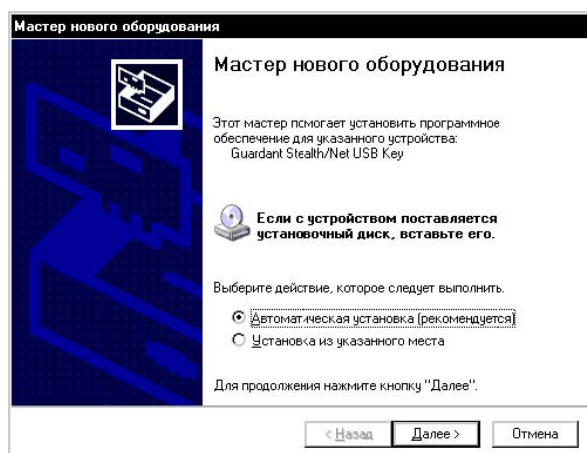 Мастер нового оборудования
Мастер нового оборудования
Этот мастер помогает установить программное
обеспечение для указанного устройства:
Guardant Stealth/Net USB Key
Если с устройством поставляется
установочный диск, вставьте его.
Выберите действие, которое следует выполнить.
Автоматическая установка (рекомендуется)
Установка из указанного места
Для продолжения нажмите кнопку "Далее".
< Назад Далее > Отмена